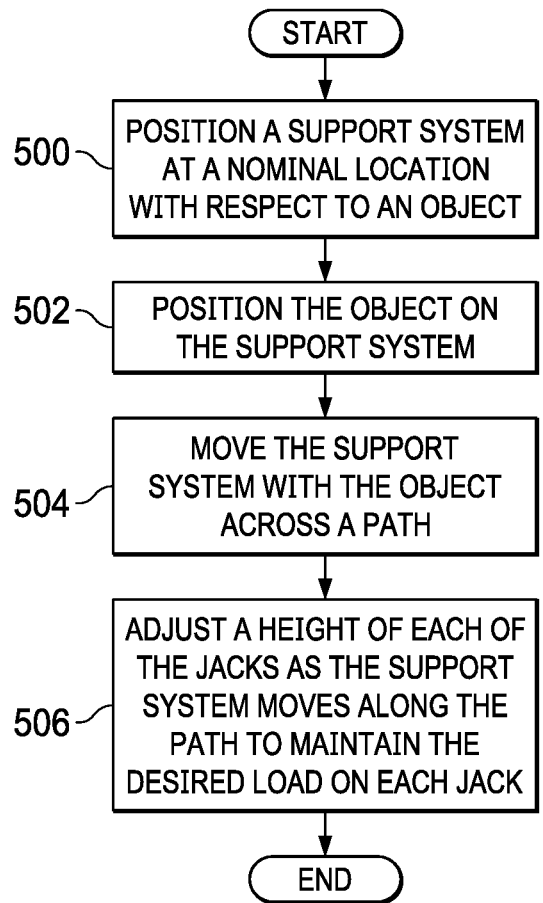 START
500
POSITION A SUPPORT SYSTEM
AT A NOMINAL LOCATION
WITH RESPECT TO AN OBJECT
502
POSITION THE OBJECT ON
THE SUPPORT SYSTEM
504
MOVE THE SUPPORT
SYSTEM WITH THE OBJECT
ACROSS A PATH
506
ADJUST A HEIGHT OF EACH OF
THE JACKS AS THE SUPPORT
SYSTEM MOVES ALONG THE
PATH TO MAINTAIN THE
DESIRED LOAD ON EACH JACK
END